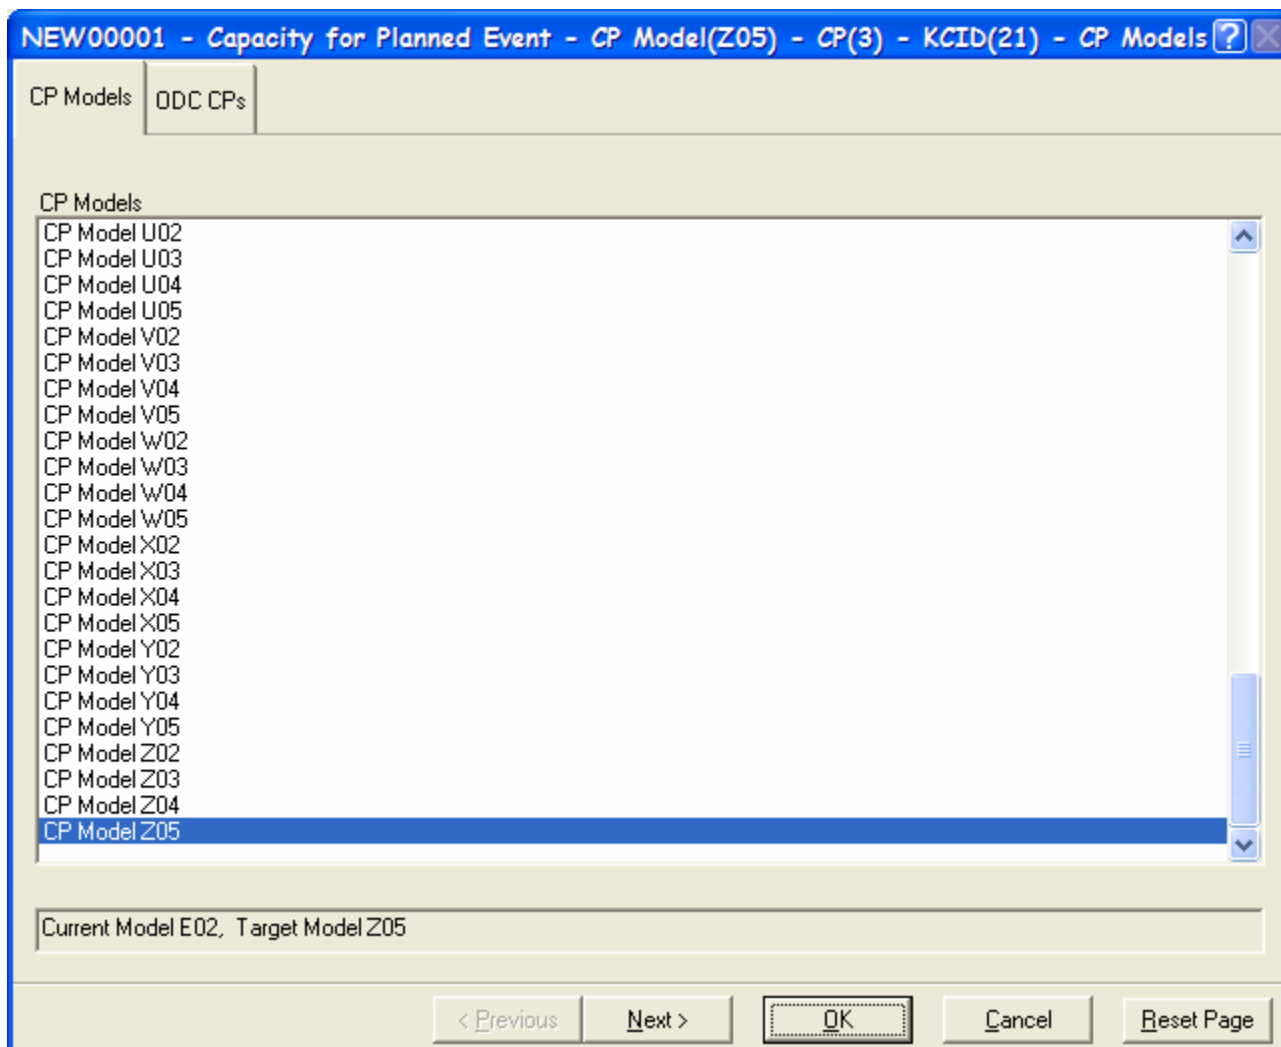 NEW00001 - Capacity for Planned Event - CP Model(Z05) - CP(3) - KCID(21) - CP Models
CP Models ODC CPs
CP Models
CP Model U02
CP Model U03
CP Model U04
CP Model U05
CP Model V02
CP Model V03
CP Model V04
CP Model V05
CP Model W02
CP Model W03
CP Model W04
CP Model W05
CP Model X02
CP Model X03
CP Model X04
CP Model X05
CP Model Y02
CP Model Y03
CP Model Y04
CP Model Y05
CP Model Z02
CP Model Z03
CP Model Z04
CP Model Z05
Current Model E02, Target Model Z05
< Previous Next > OK Cancel Reset Page